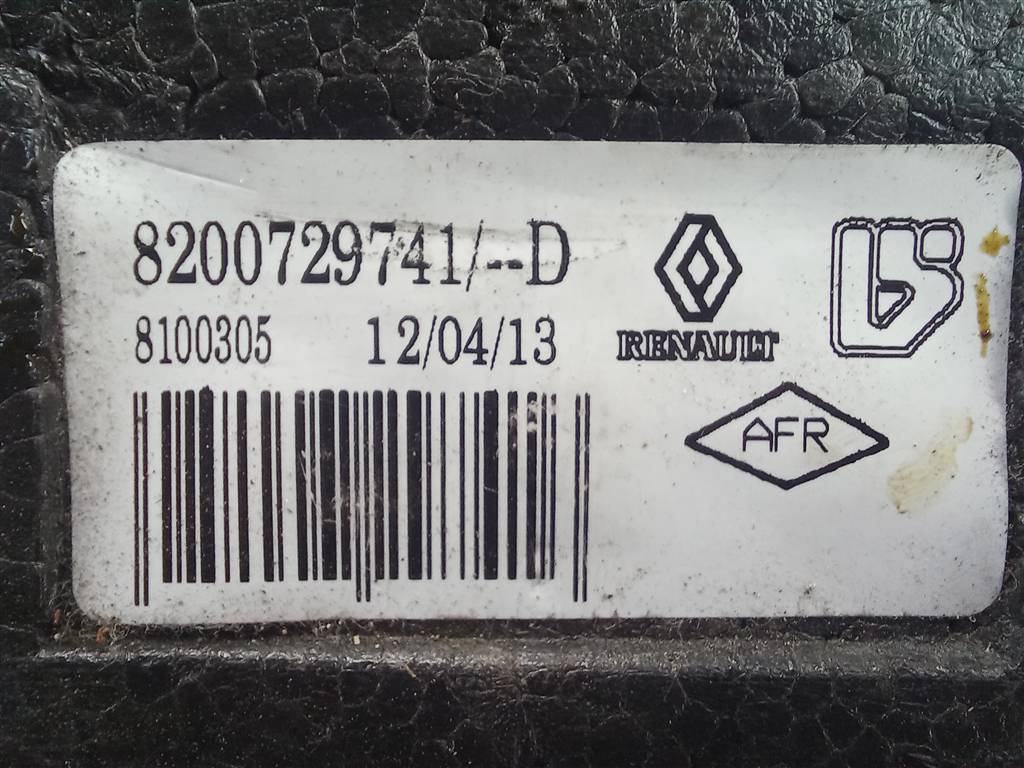 8200729741/--D
8100305 12/04/13
RENAULT
AFR